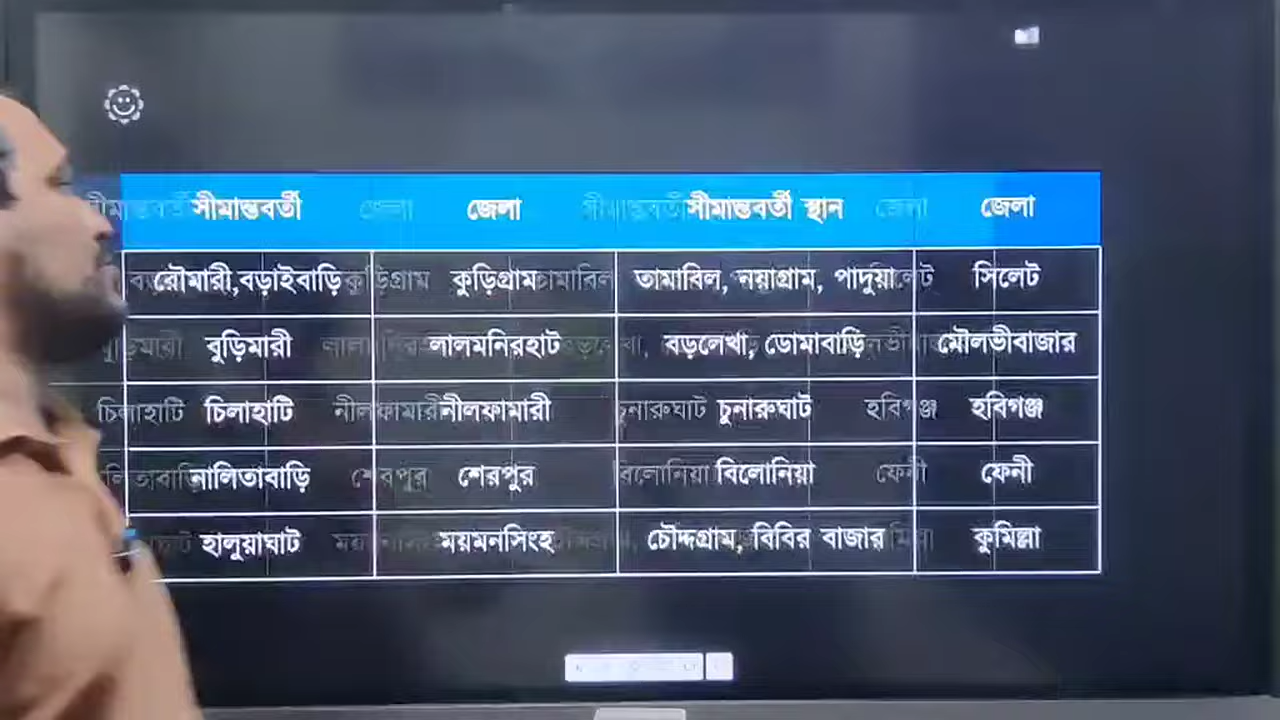 সীমান্তবর্তী জেলা সীমান্তবর্তী স্থান জেলা
রৌমারী,বড়াইবাড়ি কুড়িগ্রাম তামাবিল, নয়াগ্রাম, পাদুয়া সিলেট
বুড়িমারী লালমনিরহাট বড়লেখা, ডোমাবাড়ি মৌলভীবাজার
চিলাহাটি নীলফামারী চুনারুঘাট হবিগঞ্জ
নালিতাবাড়ি শেরপুর বিলোনিয়া ফেনী
হালুয়াঘাট ময়মনসিংহ চৌদ্দগ্রাম, বিবির বাজার কুমিল্লা